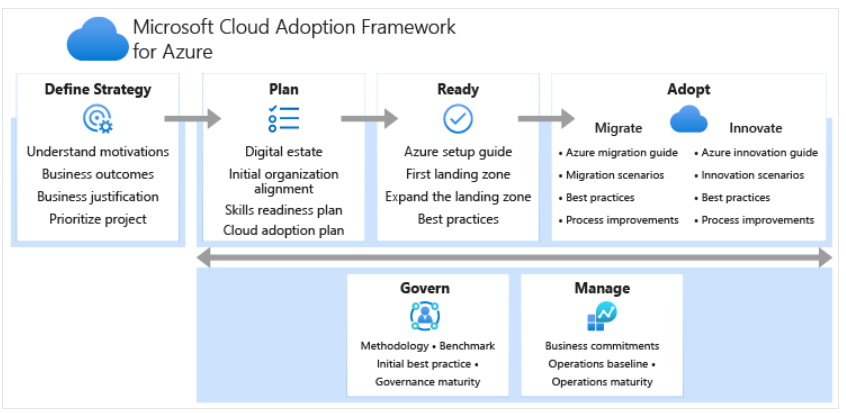 Microsoft Cloud Adoption Framework
for Azure
Define Strategy
Understand motivations
Business outcomes
Business justification
Prioritize project
Plan
Digital estate
Initial organization
alignment
Skills readiness plan
Cloud adoption plan
Ready
Azure setup guide
First landing zone
Expand the landing zone
Best practices
Adopt
Migrate
• Azure migration guide
• Migration scenarios
• Best practices
• Process improvements
Innovate
• Azure innovation guide
• Innovation scenarios
• Best practices
• Process improvements
Govern
Methodology • Benchmark
Initial best practice •
Governance maturity
Manage
Business commitments
Operations baseline •
Operations maturity